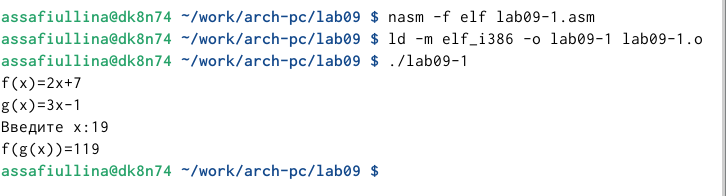 assafiullina@dk8n74 ~/work/arch-pc/lab09 $ nasm -f elf lab09-1.asm
assafiullina@dk8n74 ~/work/arch-pc/lab09 $ ld -m elf_i386 -o lab09-1 lab09-1.o
assafiullina@dk8n74 ~/work/arch-pc/lab09 $ ./lab09-1
f(x)=2x+7
g(x)=3x-1
Введите x:19
f(g(x))=119
assafiullina@dk8n74 ~/work/arch-pc/lab09 $